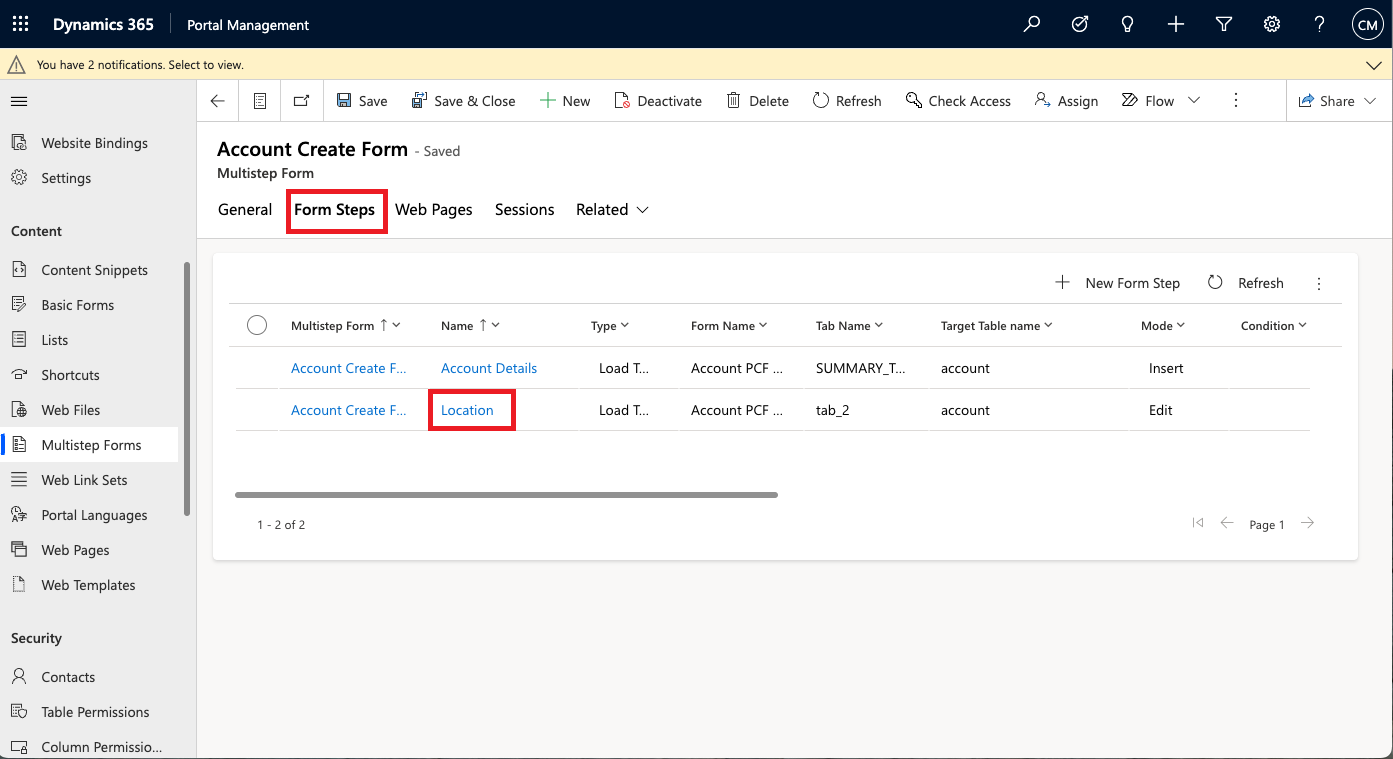 Dynamics 365 Portal Management CM
You have 2 notifications. Select to view.
Save Save & Close New Deactivate Delete Refresh Check Access Assign Flow Share
Website Bindings
Settings
Content
Content Snippets
Basic Forms
Lists
Shortcuts
Web Files
Multistep Forms
Web Link Sets
Portal Languages
Web Pages
Web Templates
Security
Contacts
Table Permissions
Column Permissio...
Account Create Form - Saved
Multistep Form
General Form Steps Web Pages Sessions Related
New Form Step Refresh
Multistep Form Name Type Form Name Tab Name Target Table name Mode Condition
Account Create F... Account Details Load T... Account PCF ... SUMMARY_T... account Insert
Account Create F... Location Load T... Account PCF ... tab_2 account Edit
1 - 2 of 2 Page 1